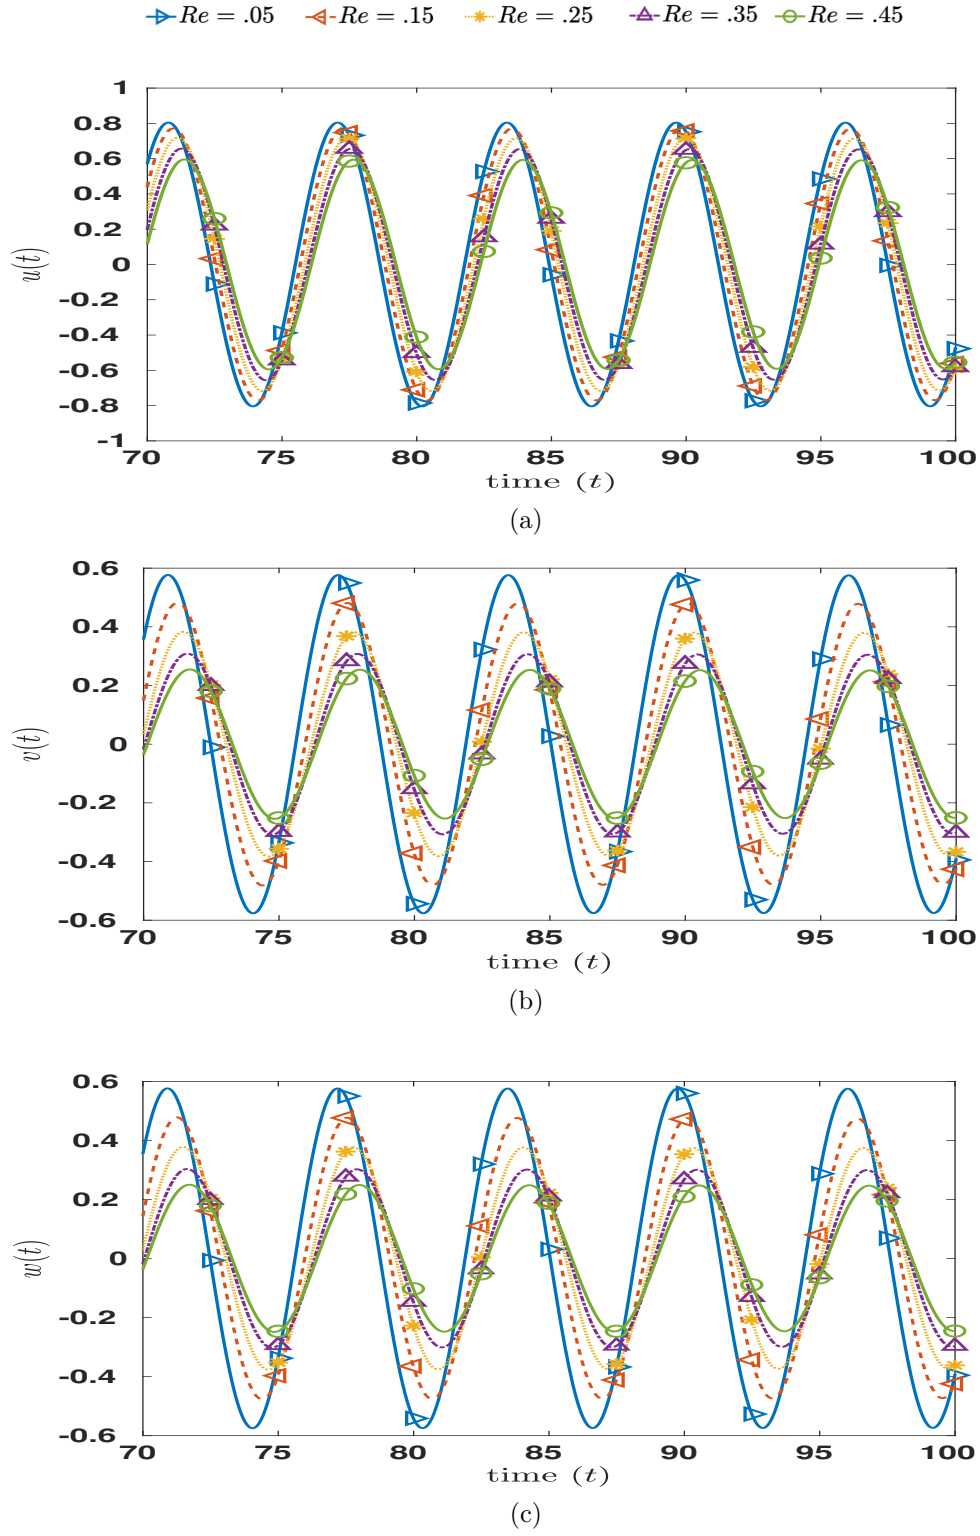 Re = .05 Re = .15 Re = .25 Re = .35 Re = .45
1
0.8
0.6
0.4
0.2
0
-0.2
-0.4
-0.6
-0.8
-1
u(t)
70 75 80 85 90 95 100
time (t)
(a)
0.6
0.4
0.2
0
-0.2
-0.4
-0.6
v(t)
70 75 80 85 90 95 100
time (t)
(b)
0.6
0.4
0.2
0
-0.2
-0.4
-0.6
w(t)
70 75 80 85 90 95 100
time (t)
(c)